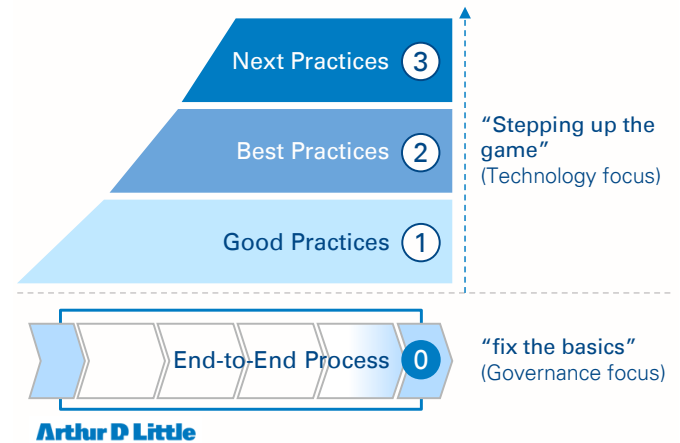 Next Practices 3
Best Practices 2
Good Practices 1
“Stepping up the
game”
(Technology focus)
End-to-End Process 0
“fix the basics”
(Governance focus)
Arthur D Little